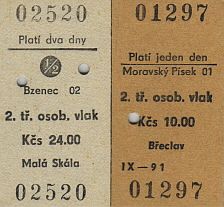 02520
Platí dva dny
1/2
Bzenec 02
2. tř. osob. vlak
Kčs 24.00
Malá Skála
02520
01297
Platí jeden den
Moravský Písek 01
2. tř. osob. vlak
Kčs 10.00
Břeclav
IX-91
01297